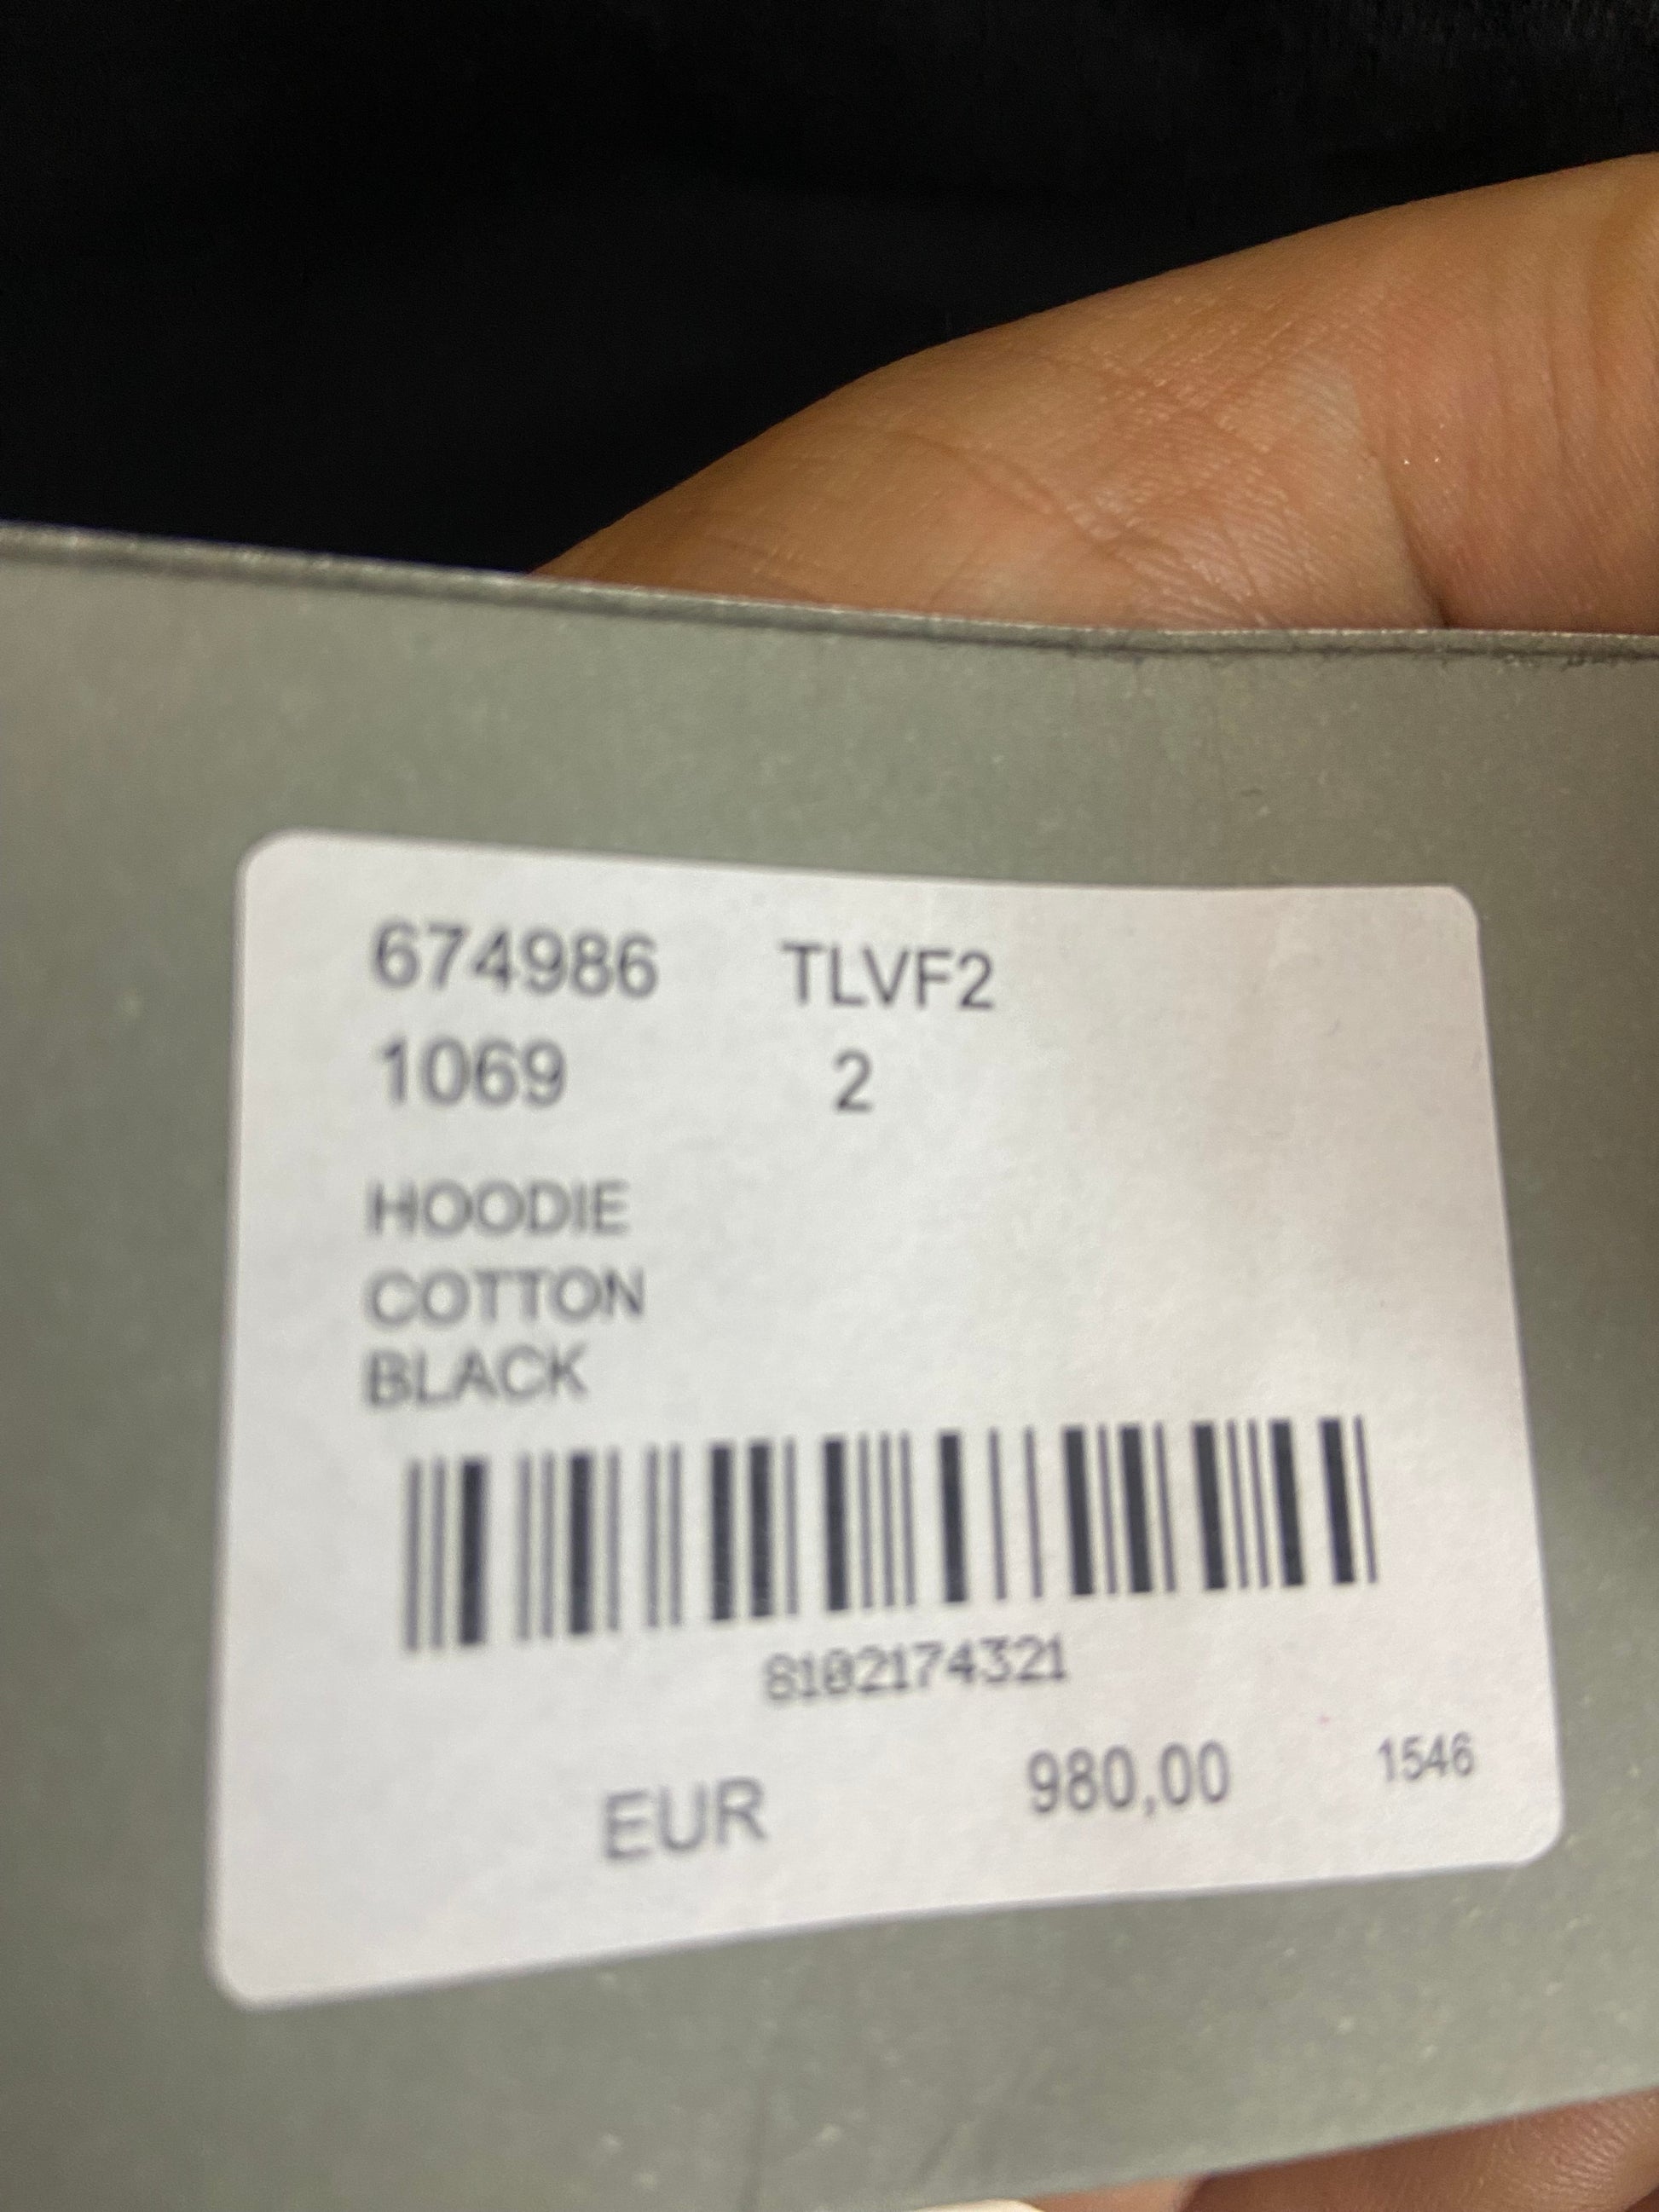 674986 TLVF2
1069 2
HOODIE
COTTON
BLACK
8102174321
EUR 980,00 1546